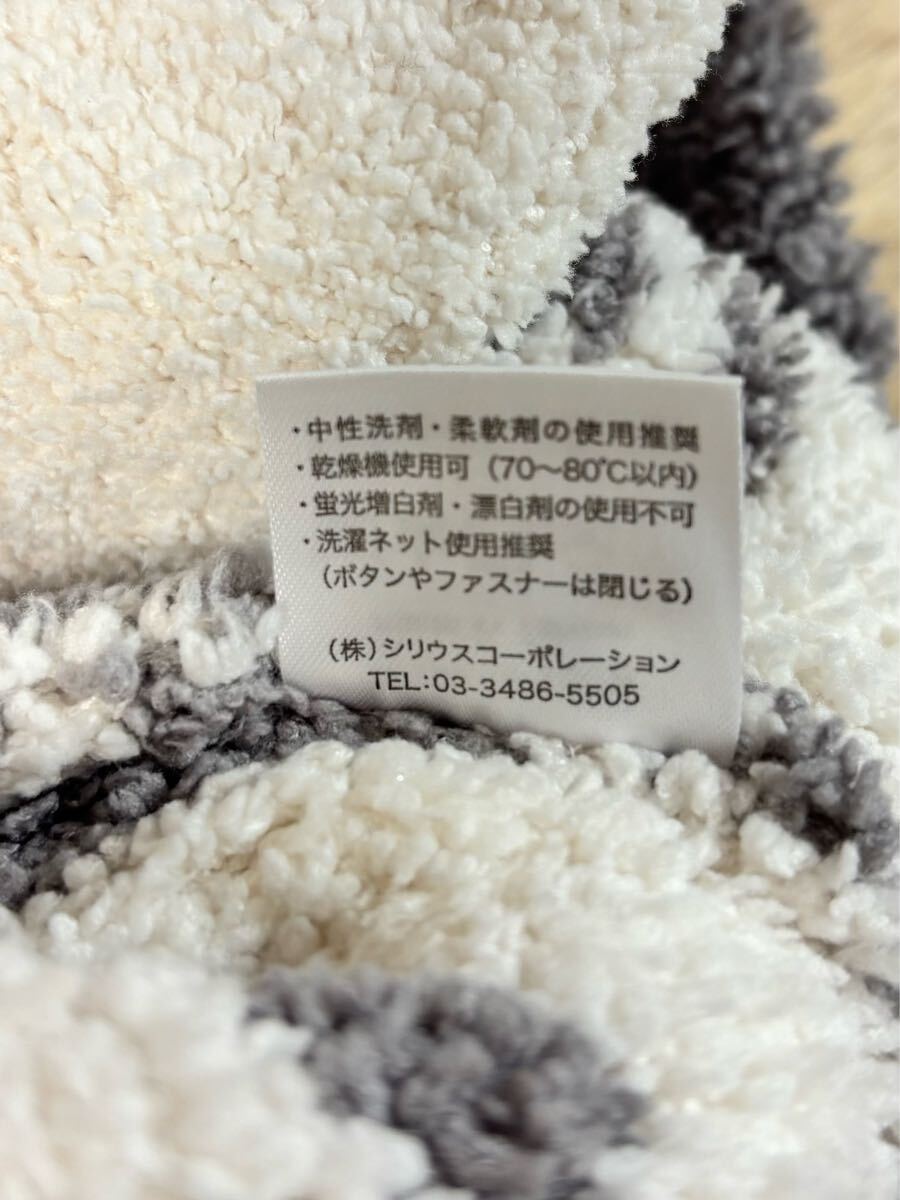 ・中性洗剤・柔軟剤の使用推奨
・乾燥機使用可（70～80℃以内）
・蛍光増白剤・漂白剤の使用不可
・洗濯ネット使用推奨
（ボタンやファスナーは閉じる）
（株）シリウスコーポレーション
TEL:03-3486-5505